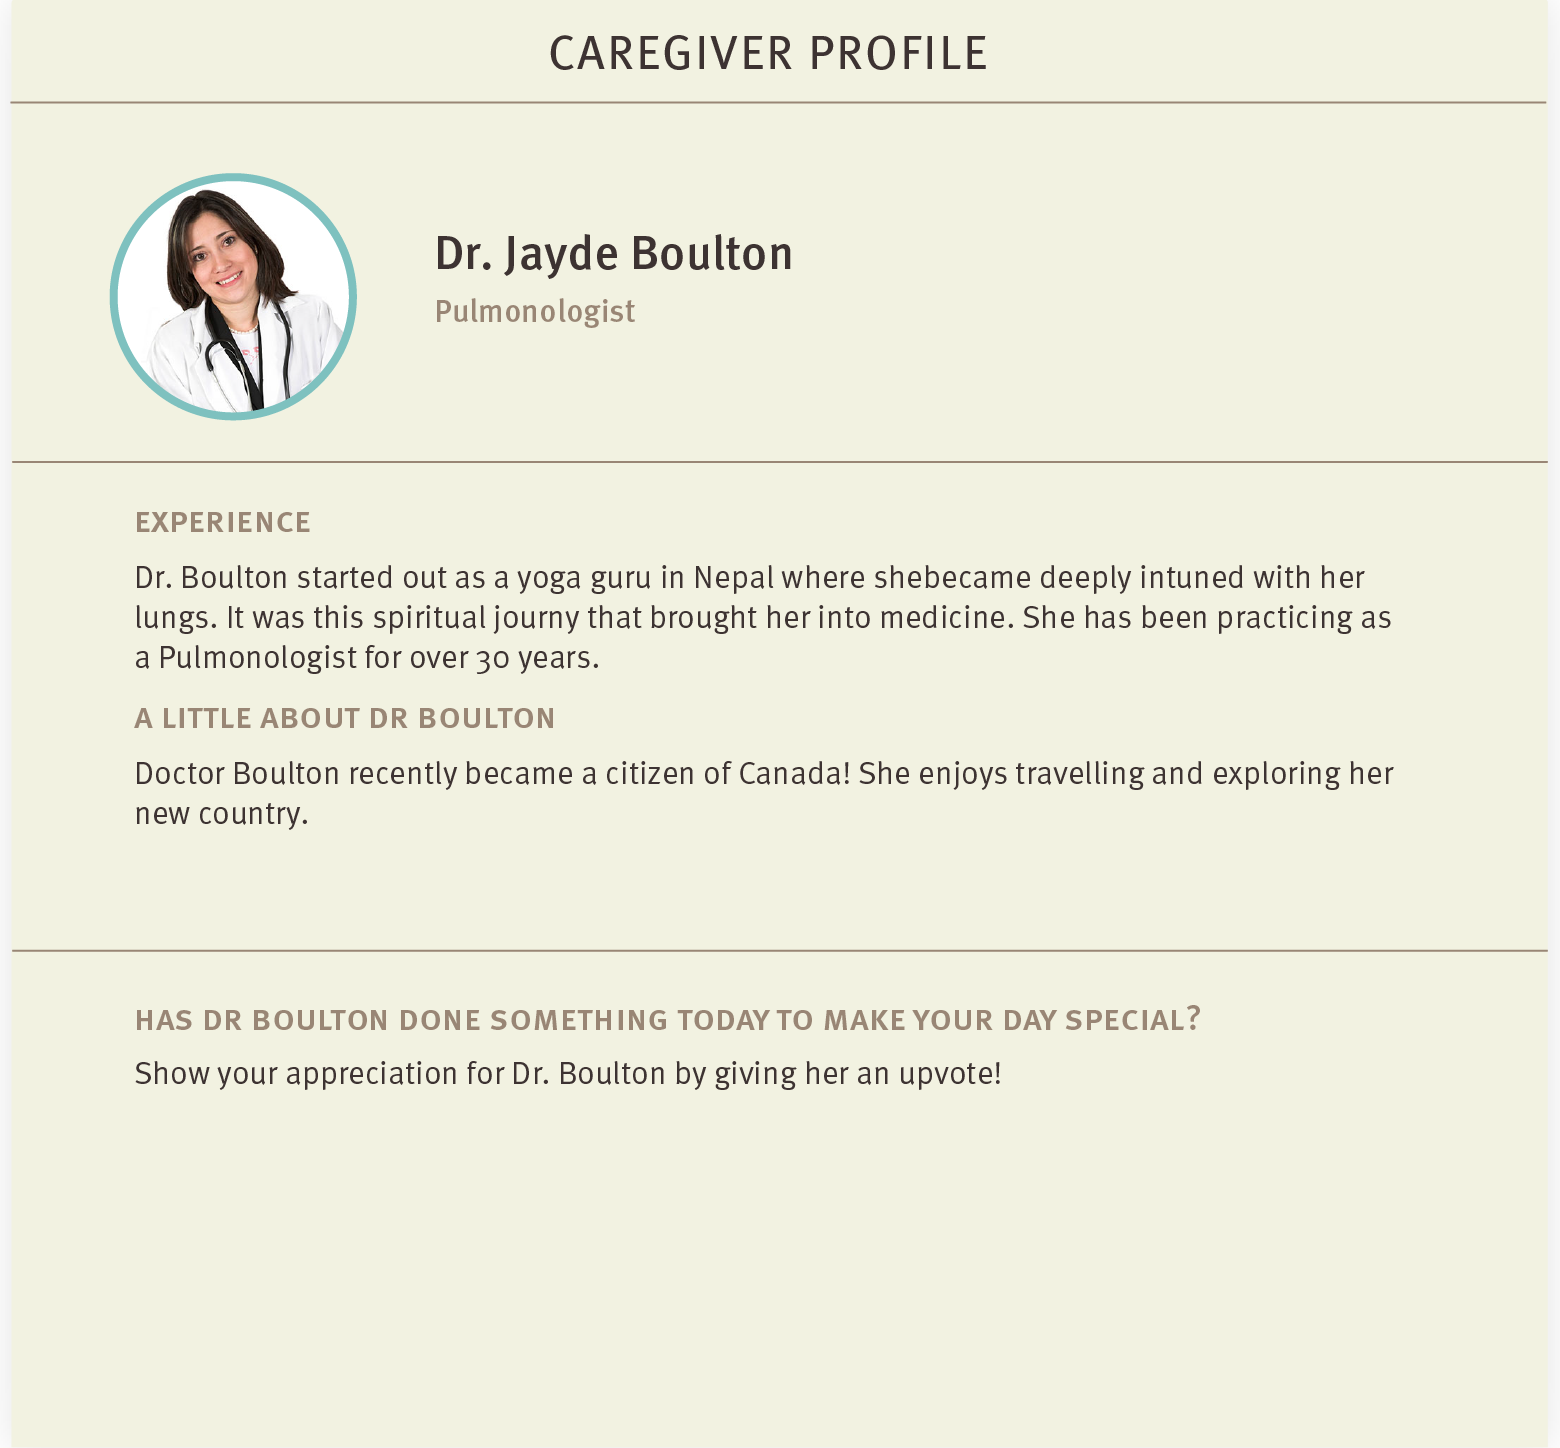 CAREGIVER PROFILE
Dr. Jayde Boulton
Pulmonologist
EXPERIENCE
Dr. Boulton started out as a yoga guru in Nepal where shebecame deeply intuned with her
lungs. It was this spiritual journy that brought her into medicine. She has been practicing as
a Pulmonologist for over 30 years.
A LITTLE ABOUT DR BOULTON
Doctor Boulton recently became a citizen of Canada! She enjoys travelling and exploring her
new country.
HAS DR BOULTON DONE SOMETHING TODAY TO MAKE YOUR DAY SPECIAL?
Show your appreciation for Dr. Boulton by giving her an upvote!